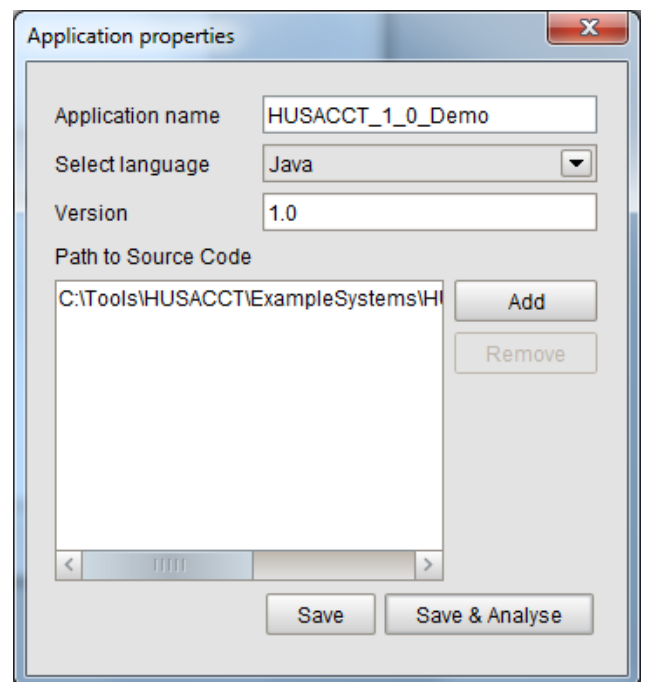 Application properties
Application name HUSACCT_1_0_Demo
Select language Java
Version 1.0
Path to Source Code
C:\Tools\HUSACCT\ExampleSystems\HU Add
Remove
Save Save & Analyse